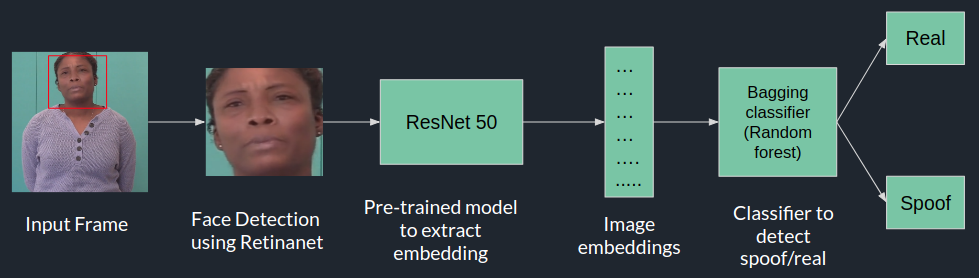 Input Frame
Face Detection
using Retinanet
ResNet 50
Pre-trained model
to extract
embedding
...
...
...
...
....
.....
Image
embeddings
Bagging
classifier
(Random
forest)
Classifier to
detect
spoof/real
Real
Spoof